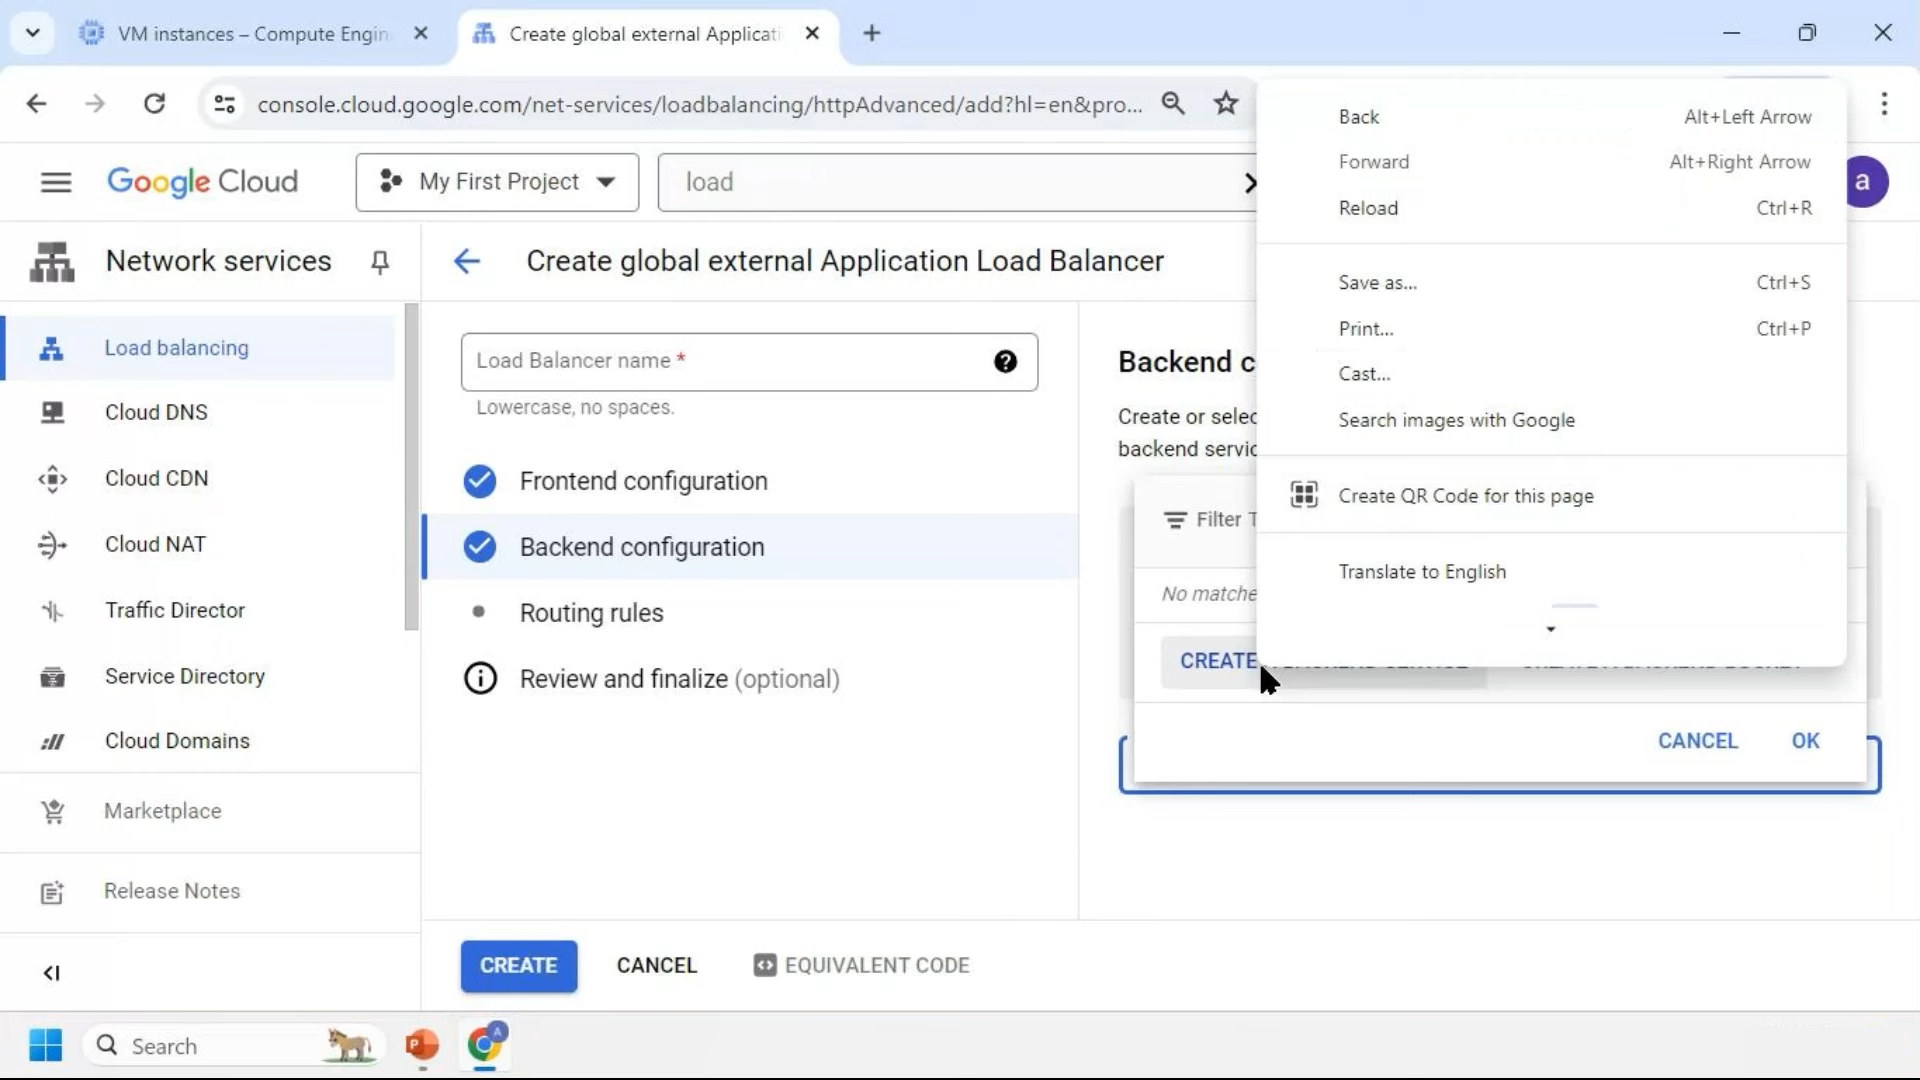 VM instances – Compute Engin
Create global external Applicati
console.cloud.google.com/net-services/loadbalancing/httpAdvanced/add?hl=en&pro...
Google Cloud
My First Project
load
a
Back Alt+Left Arrow
Forward Alt+Right Arrow
Reload Ctrl+R
Save as... Ctrl+S
Print... Ctrl+P
Cast...
Search images with Google
Create QR Code for this page
Translate to English
Network services
Load balancing
Cloud DNS
Cloud CDN
Cloud NAT
Traffic Director
Service Directory
Cloud Domains
Marketplace
Release Notes
Create global external Application Load Balancer
Load Balancer name *
Lowercase, no spaces.
Frontend configuration
Backend configuration
Routing rules
Review and finalize (optional)
Backend c
Create or selec
backend servic
Filter T
No matche
CREATE
CANCEL OK
CREATE CANCEL EQUIVALENT CODE
Search
P
A